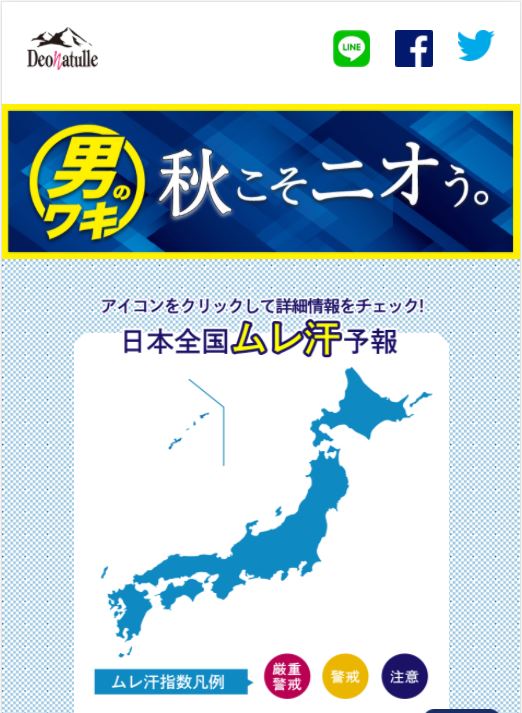 Deonatulle
LINE
男の
ワキ
秋こそニオう。
アイコンをクリックして詳細情報をチェック!
日本全国ムレ汗予報
ムレ汗指数凡例
厳重
警戒
警戒
注意